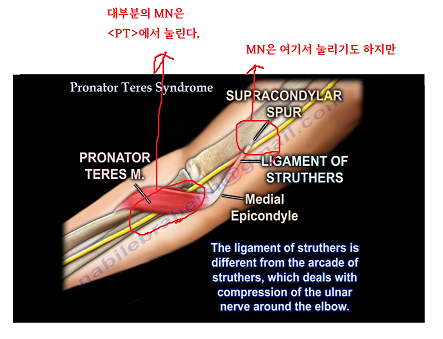 대부분의 MN은
<PT>에서 눌린다.
MN은 여기서 눌리기도 하지만
Pronator Teres Syndrome
SUPRACONDYLAR
SPUR
PRONATOR
TERES M.
LIGAMENT OF
STRUTHERS
Medial
Epicondyle
The ligament of struthers is
different from the arcade of
struthers, which deals with
compression of the ulnar
nerve around the elbow.